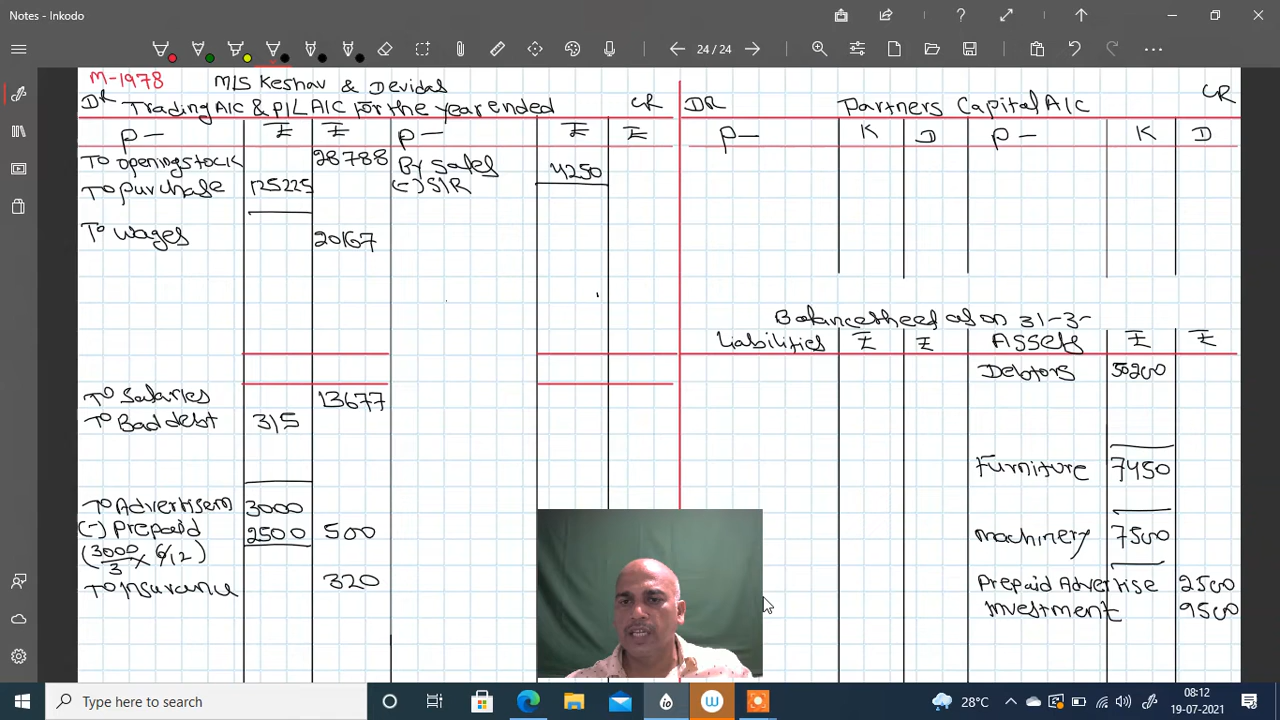 Notes - Inkodo
24 / 24
M-1978 M/S Keshav & Devidas
DR Trading A/C & P/L A/C for the year ended CR
P— ₹ ₹ P— ₹ ₹
To opening stock 28788 By Sales 4250
To purchase 125225 (-) S/R
To wages 20167
To Salaries 13677
To Bad debt 315
To Advertisem 3000
(-) Prepaid 2500 500
(3000/3 x 6/12)
To Insurance 320
DR Partners Capital A/C CR
P— K D P— K D
Balancesheet as on 31-3-
liabilities ₹ ₹ Assets ₹ ₹
Debtors 50200
Furniture 7450
machinery 7500
Prepaid Advertise 2500
Investment 9500
Type here to search
28°C
08:12
19-07-2021